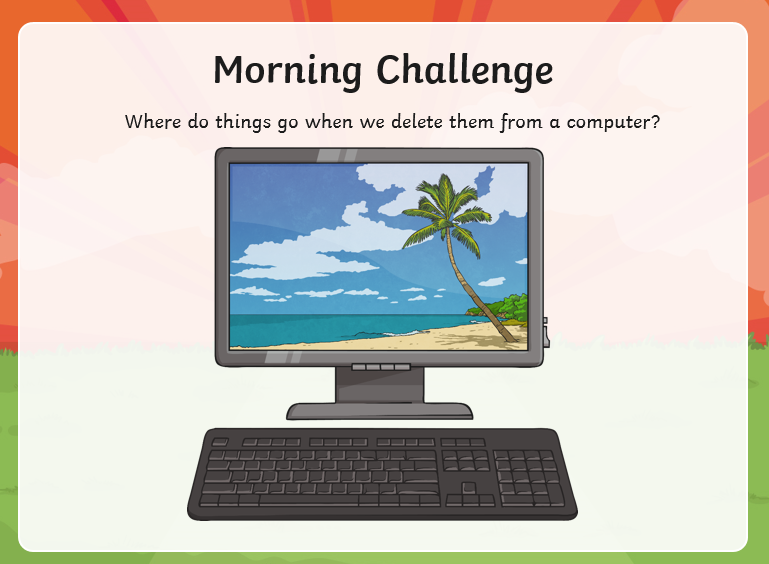 Morning Challenge
Where do things go when we delete them from a computer?